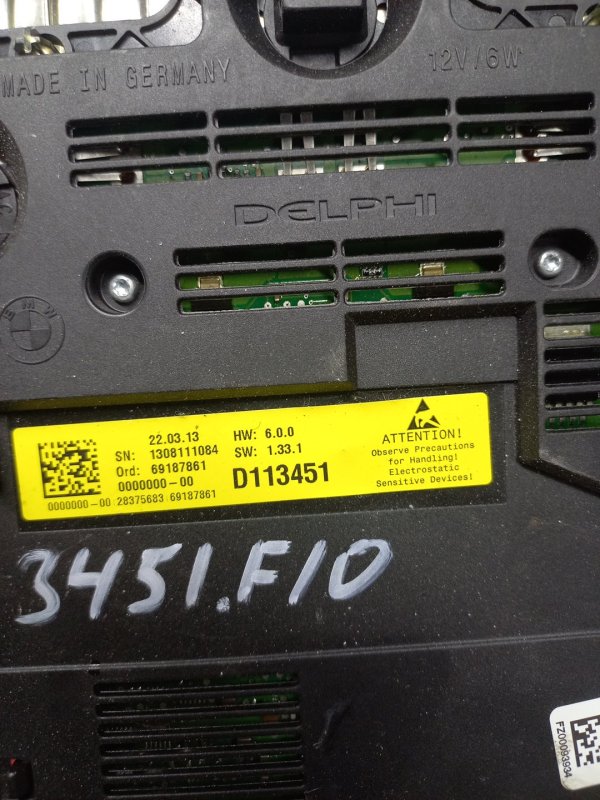 MADE IN GERMANY
12V/6W
DELPHI
BMW
22.03.13
SN: 1308111084
Ord: 69187861
0000000-00
0000000-00 28375683 69187861
HW: 6.0.0
SW: 1.33.1
D113451
ATTENTION!
Observe Precautions
for Handling!
Electrostatic
Sensitive Devices!
3451.F10
FZ00093934